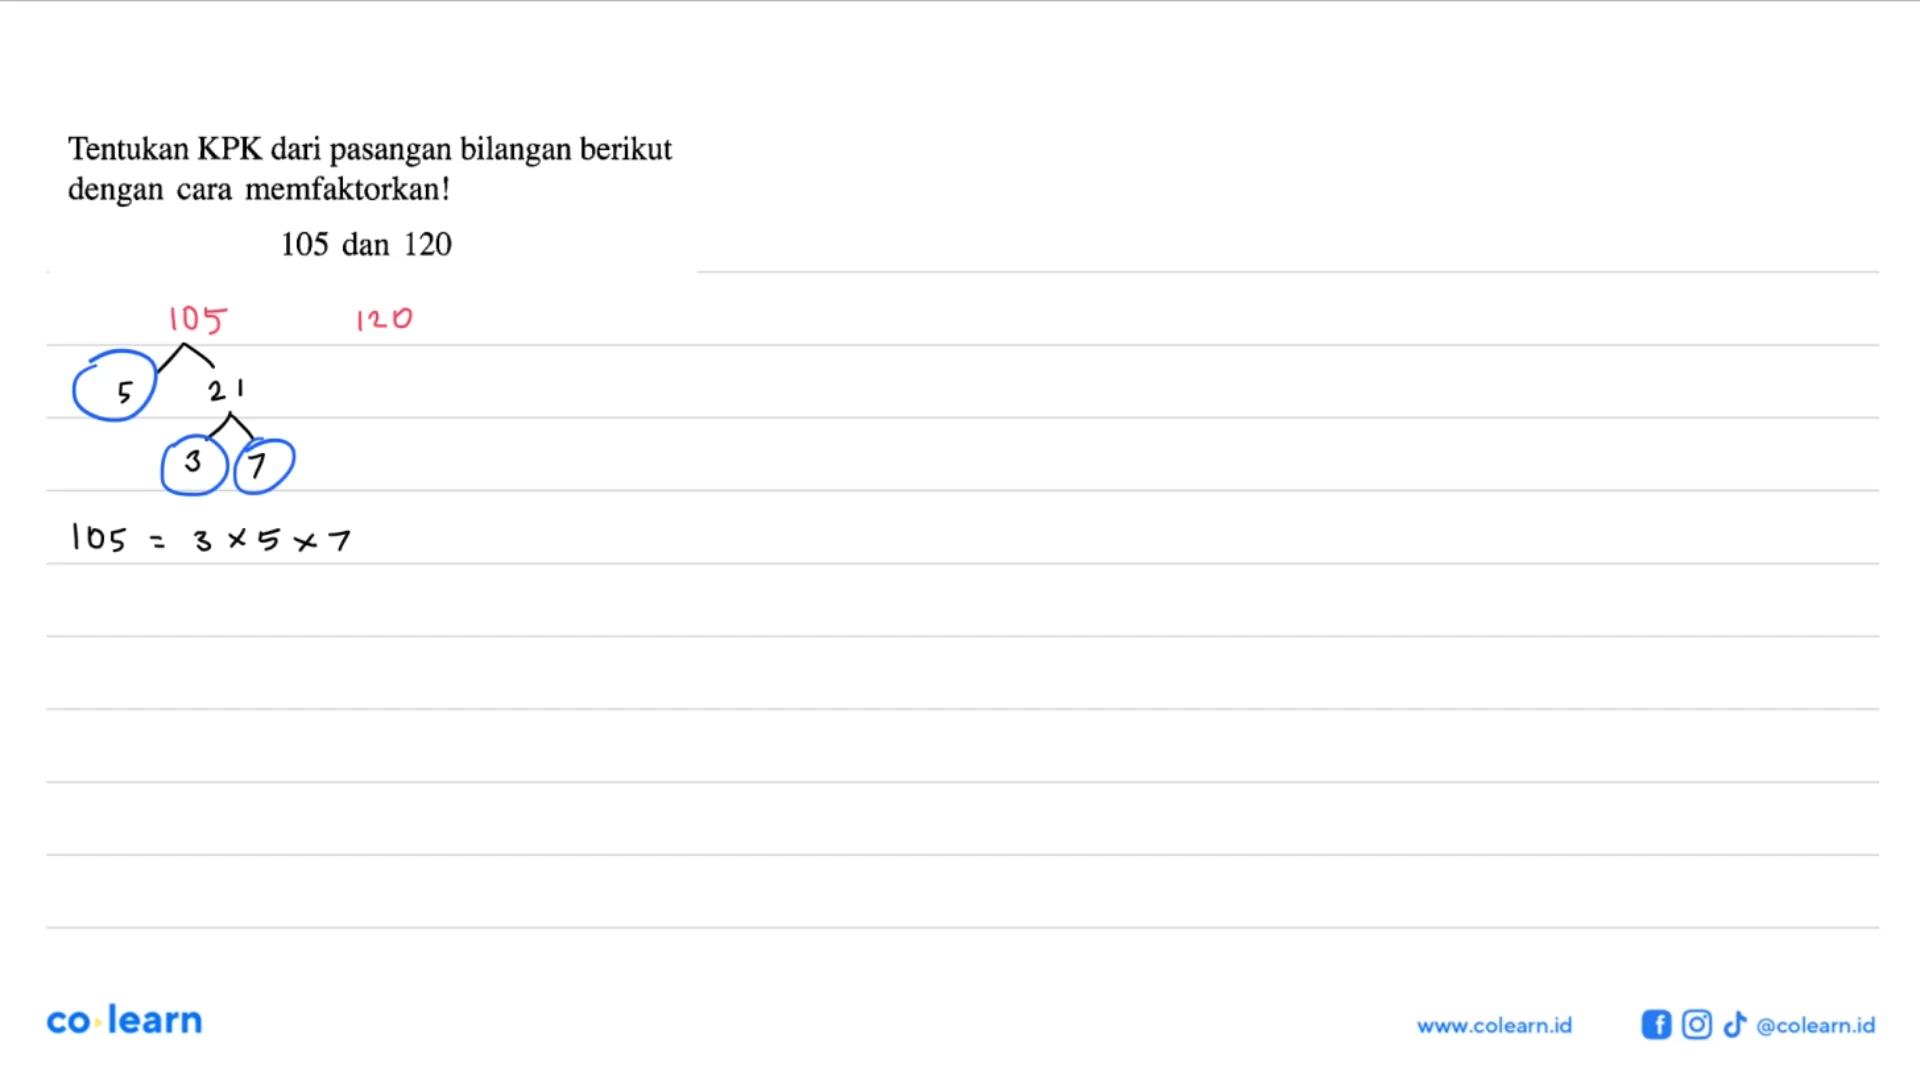 Tentukan KPK dari pasangan bilangan berikut
dengan cara memfaktorkan!
105 dan 120
105 120
5 21
3 7
105 = 3 × 5 × 7
co learn
www.colearn.id @colearn.id